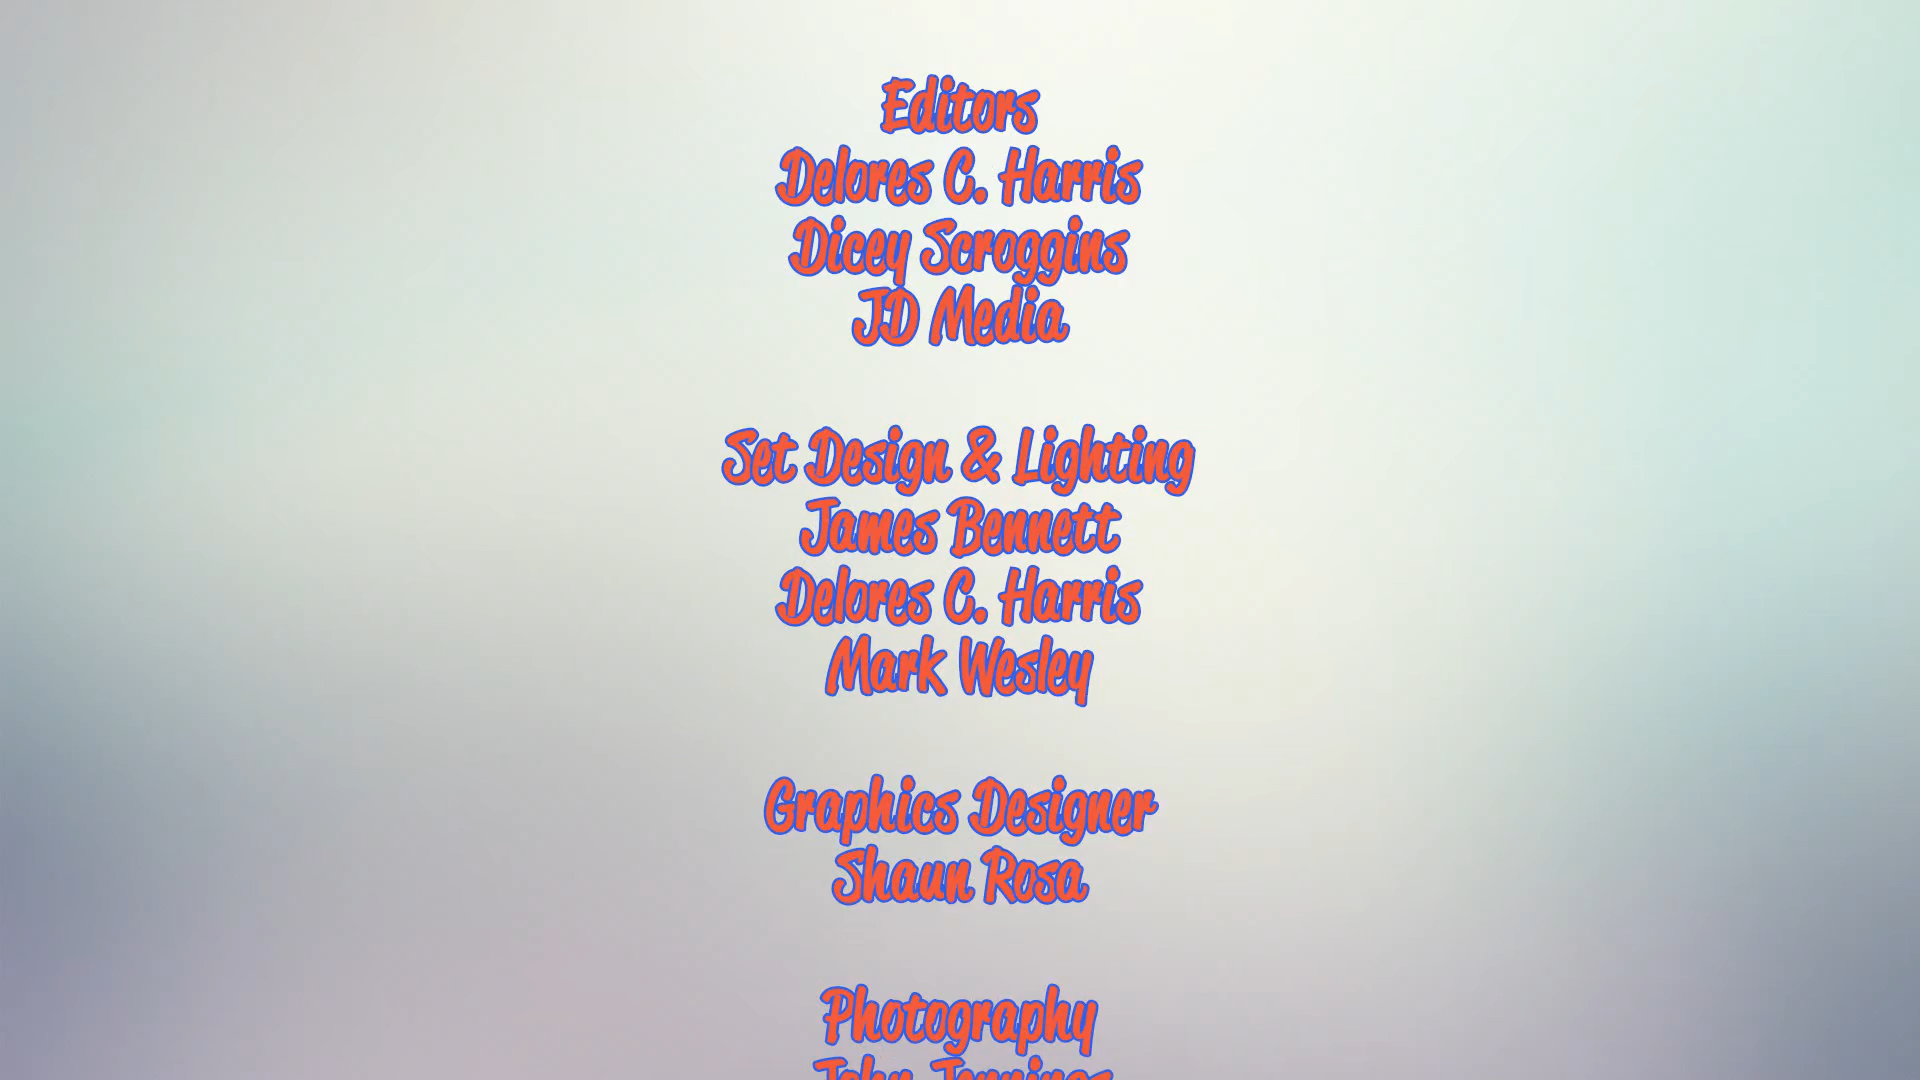 Editors
Delores C. Harris
Dicey Scroggins
JD Media
Set Design & Lighting
James Bennett
Delores C. Harris
Mark Wesley
Graphics Designer
Shaun Rosa
Photography